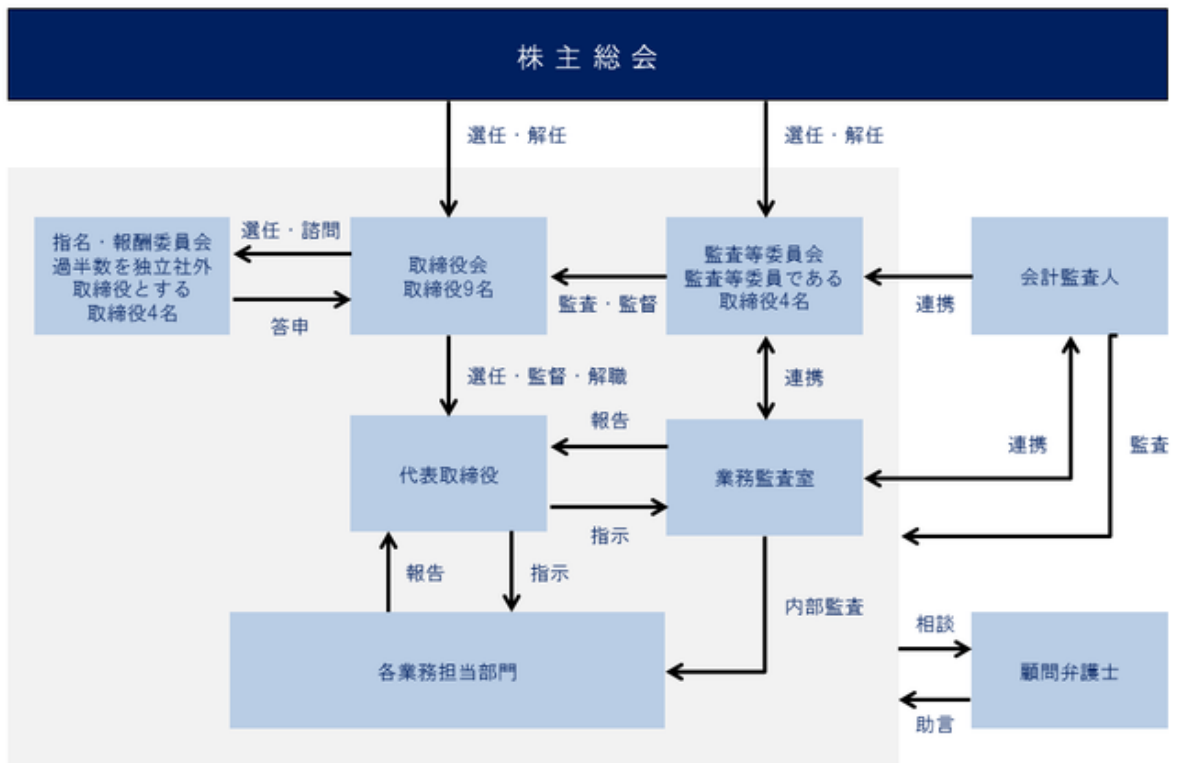 株主総会
選任・解任
選任・解任
指名・報酬委員会
過半数を独立社外
取締役とする
取締役4名
選任・諮問
答申
取締役会
取締役9名
監査・監督
監査等委員会
監査等委員である
取締役4名
連携
会計監査人
選任・監督・解職
連携
報告
代表取締役
指示
業務監査室
連携
監査
報告
指示
内部監査
各業務担当部門
相談
顧問弁護士
助言